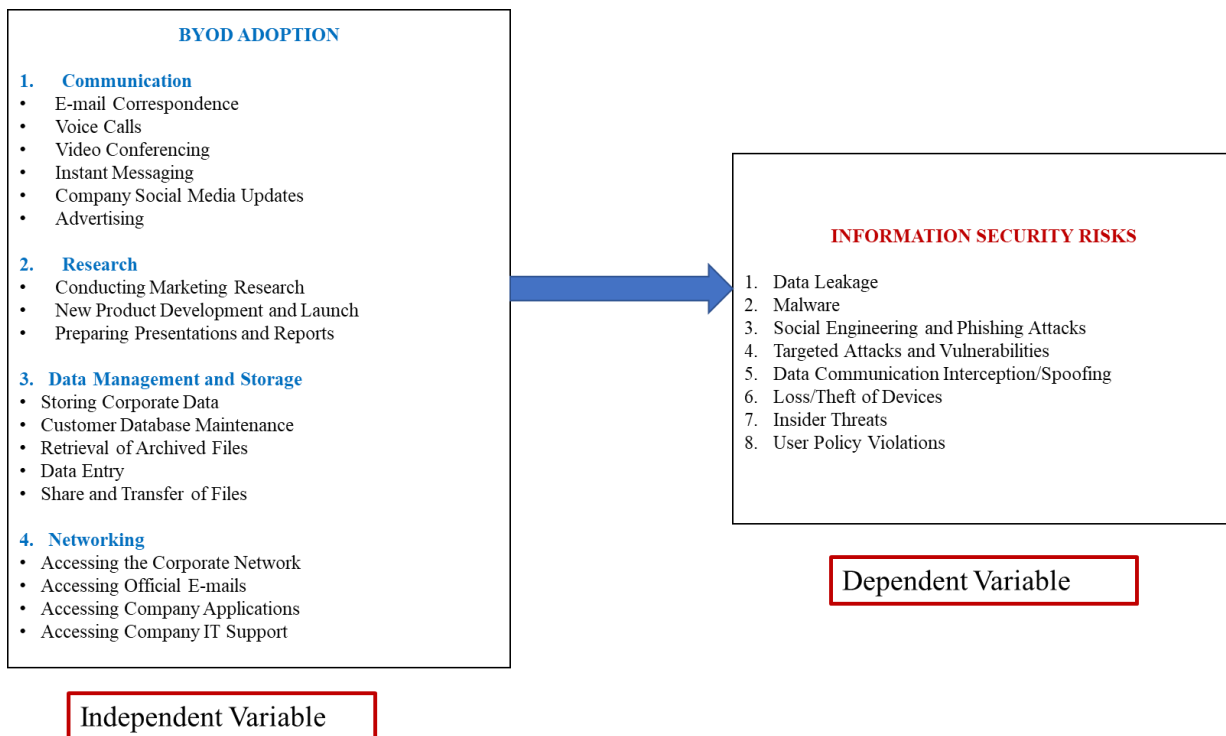 BYOD ADOPTION
1. Communication
• E-mail Correspondence
• Voice Calls
• Video Conferencing
• Instant Messaging
• Company Social Media Updates
• Advertising
2. Research
• Conducting Marketing Research
• New Product Development and Launch
• Preparing Presentations and Reports
3. Data Management and Storage
• Storing Corporate Data
• Customer Database Maintenance
• Retrieval of Archived Files
• Data Entry
• Share and Transfer of Files
4. Networking
• Accessing the Corporate Network
• Accessing Official E-mails
• Accessing Company Applications
• Accessing Company IT Support
Independent Variable
INFORMATION SECURITY RISKS
1. Data Leakage
2. Malware
3. Social Engineering and Phishing Attacks
4. Targeted Attacks and Vulnerabilities
5. Data Communication Interception/Spoofing
6. Loss/Theft of Devices
7. Insider Threats
8. User Policy Violations
Dependent Variable